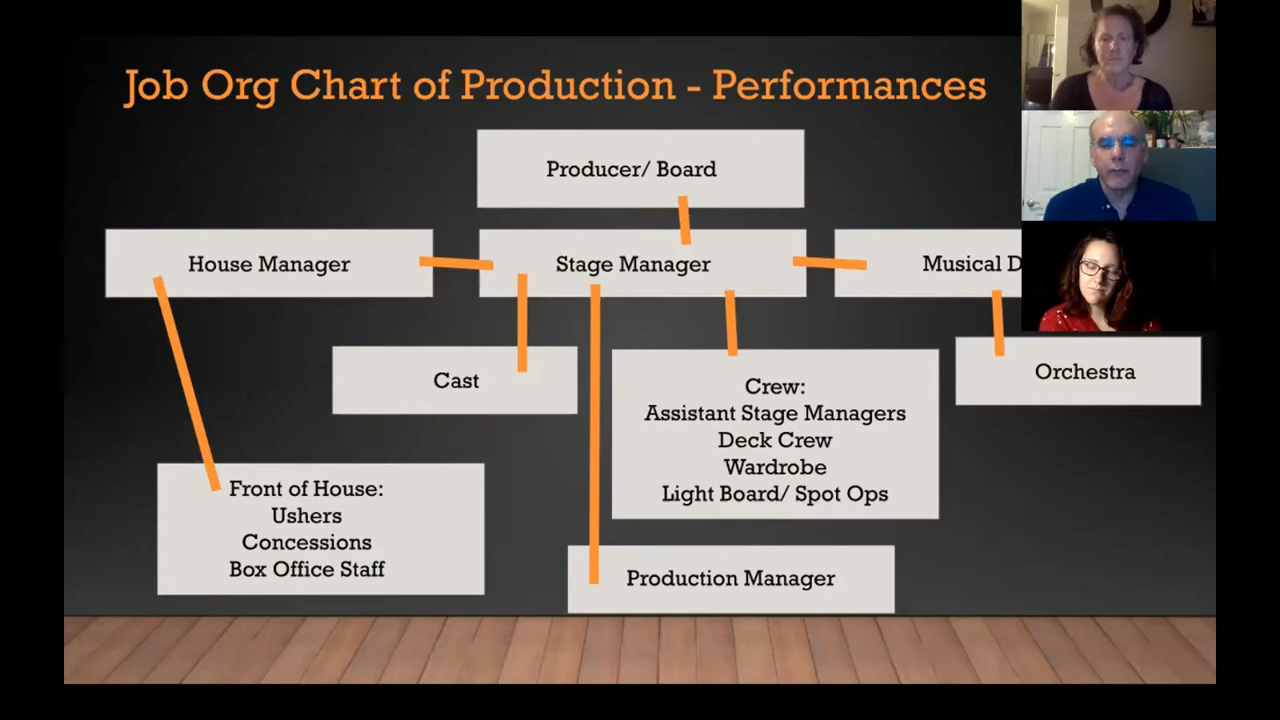 Job Org Chart of Production - Performances
Producer/ Board
House Manager
Stage Manager
Musical D
Cast
Crew:
Assistant Stage Managers
Deck Crew
Wardrobe
Light Board/ Spot Ops
Orchestra
Front of House:
Ushers
Concessions
Box Office Staff
Production Manager